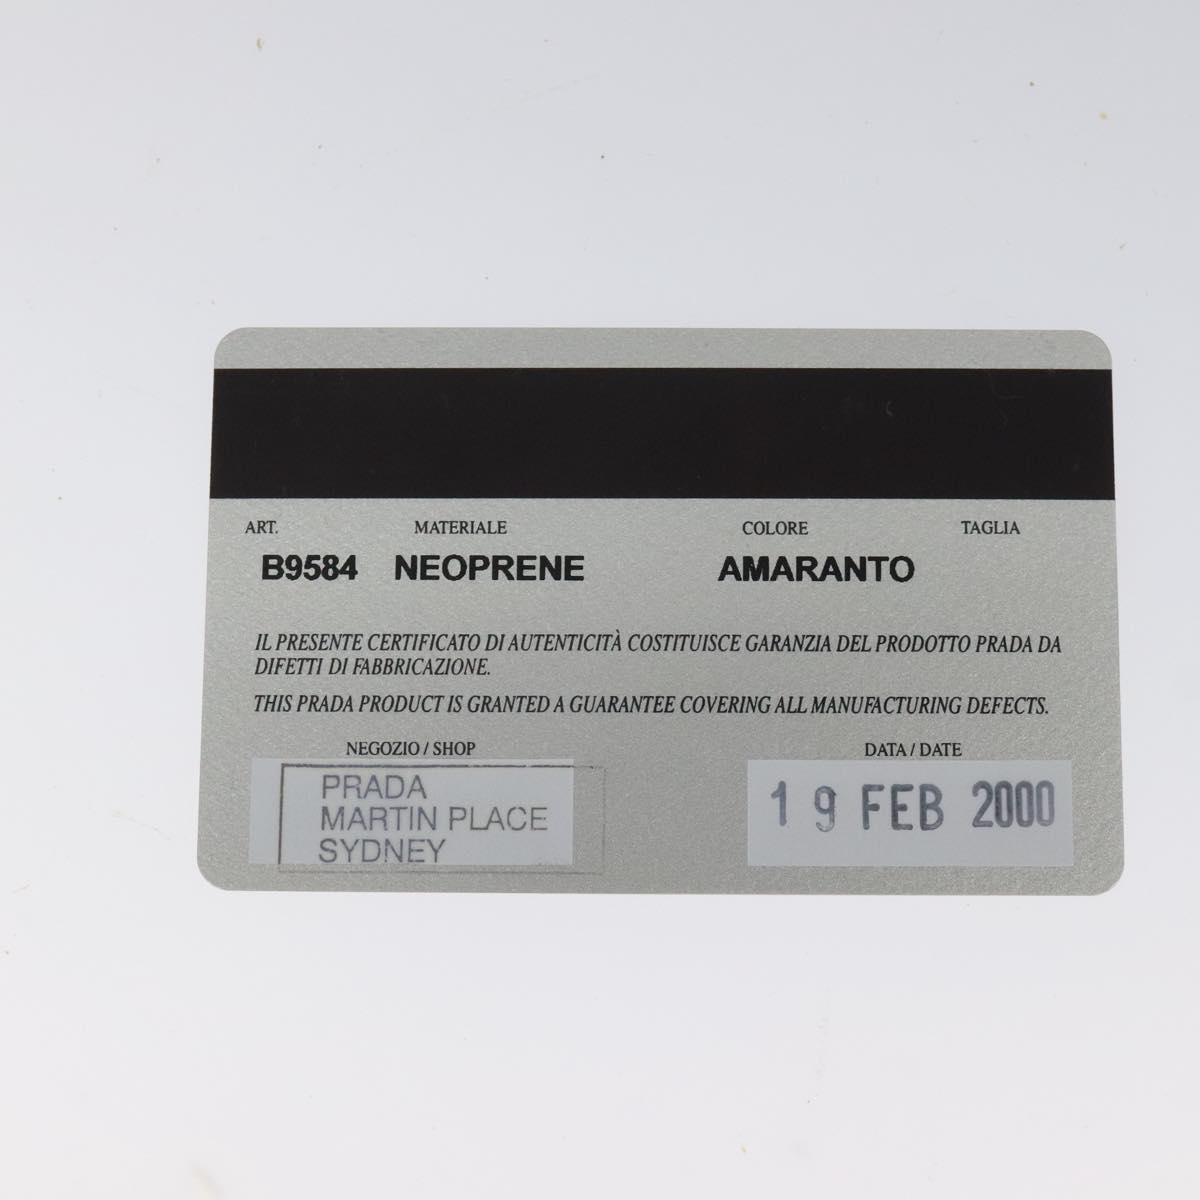 ART. MATERIALE COLORE TAGLIA
B9584 NEOPRENE AMARANTO
IL PRESENTE CERTIFICATO DI AUTENTICITÀ COSTITUISCE GARANZIA DEL PRODOTTO PRADA DA
DIFETTI DI FABBRICAZIONE.
THIS PRADA PRODUCT IS GRANTED A GUARANTEE COVERING ALL MANUFACTURING DEFECTS.
NEGOZIO / SHOP DATA / DATE
PRADA
MARTIN PLACE
SYDNEY
19 FEB 2000